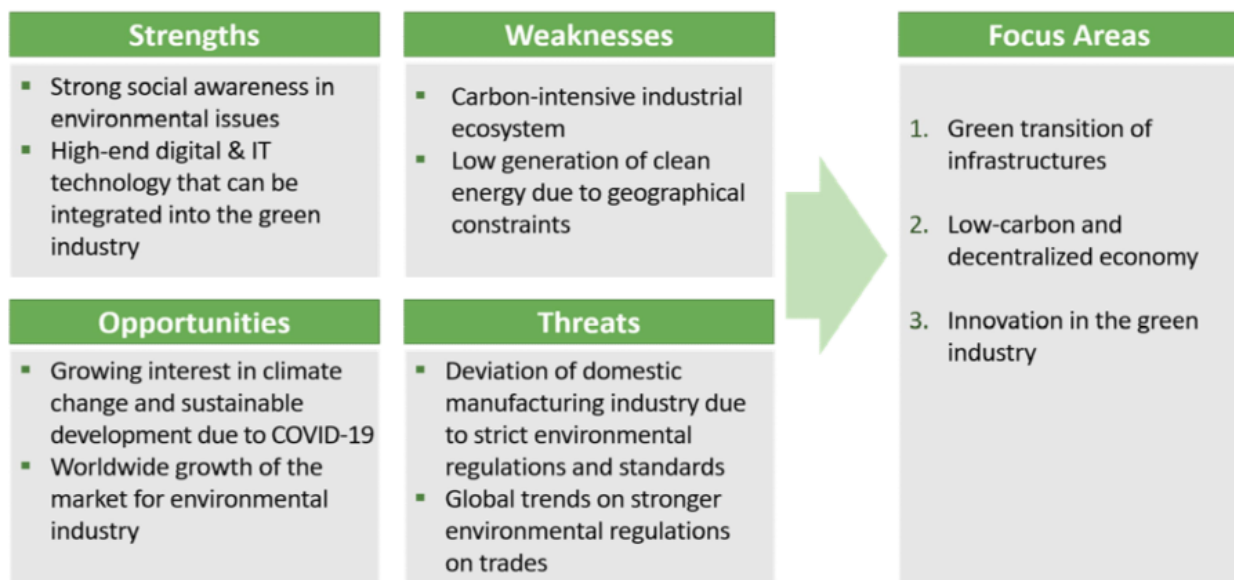 Strengths
▪ Strong social awareness in
environmental issues
▪ High-end digital & IT
technology that can be
integrated into the green
industry
Weaknesses
▪ Carbon-intensive industrial
ecosystem
▪ Low generation of clean
energy due to geographical
constraints
Opportunities
▪ Growing interest in climate
change and sustainable
development due to COVID-19
▪ Worldwide growth of the
market for environmental
industry
Threats
▪ Deviation of domestic
manufacturing industry due
to strict environmental
regulations and standards
▪ Global trends on stronger
environmental regulations
on trades
Focus Areas
1. Green transition of
infrastructures
2. Low-carbon and
decentralized economy
3. Innovation in the green
industry